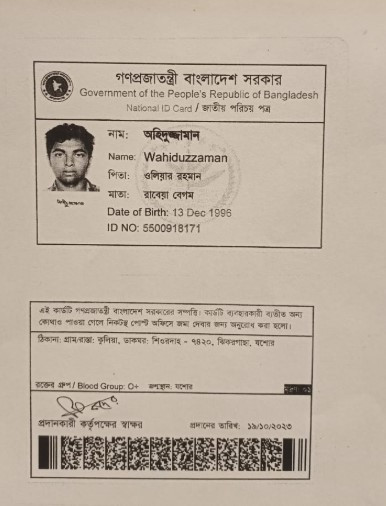 গণপ্রজাতন্ত্রী বাংলাদেশ সরকার
Government of the People's Republic of Bangladesh
National ID Card / জাতীয় পরিচয় পত্র
নাম: অহিদুজ্জামান
Name: Wahiduzzaman
পিতা: ওলিয়ার রহমান
মাতা: রাবেয়া বেগম
Date of Birth: 13 Dec 1996
ID NO: 5500918171
এই কার্ডটি গণপ্রজাতন্ত্রী বাংলাদেশ সরকারের সম্পত্তি। কার্ডটি ব্যবহারকারী ব্যতীত অন্য
কোথাও পাওয়া গেলে নিকটস্থ পোস্ট অফিসে জমা দেবার জন্য অনুরোধ করা হলো।
ঠিকানা: গ্রাম/রাস্তা: কুলিয়া, ডাকঘর: শিওরদাহ - ৭৪২০, ঝিকরগাছা, যশোর
রক্তের গ্রুপ / Blood Group: O+ জন্মস্থান: যশোর
প্রদানকারী কর্তৃপক্ষের স্বাক্ষর প্রদানের তারিখ: ১৯/১০/২০২৩